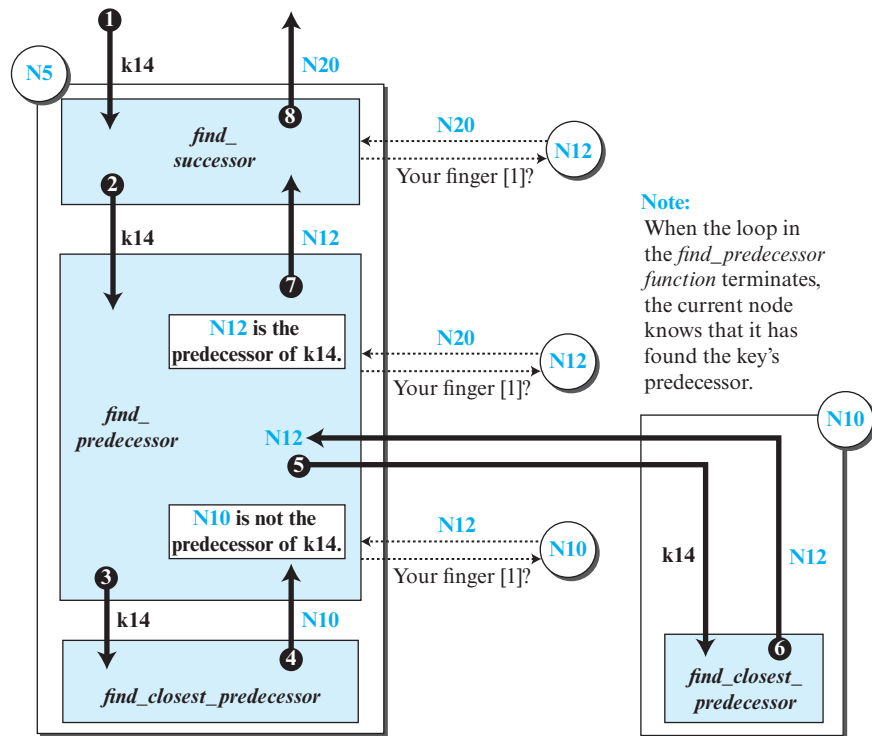 1
k14
N20
N5
8
find_
successor
N20
N12
Your finger [1]?
2
k14
N12
Note:
When the loop in
the find_predecessor
function terminates,
the current node
knows that it has
found the key's
predecessor.
7
N12 is the
predecessor of k14.
N20
N12
Your finger [1]?
find_
predecessor
N12
5
N10
N10 is not the
predecessor of k14.
N12
N10
Your finger [1]?
k14
N12
3
k14
N10
4
find_closest_predecessor
6
find_closest_
predecessor